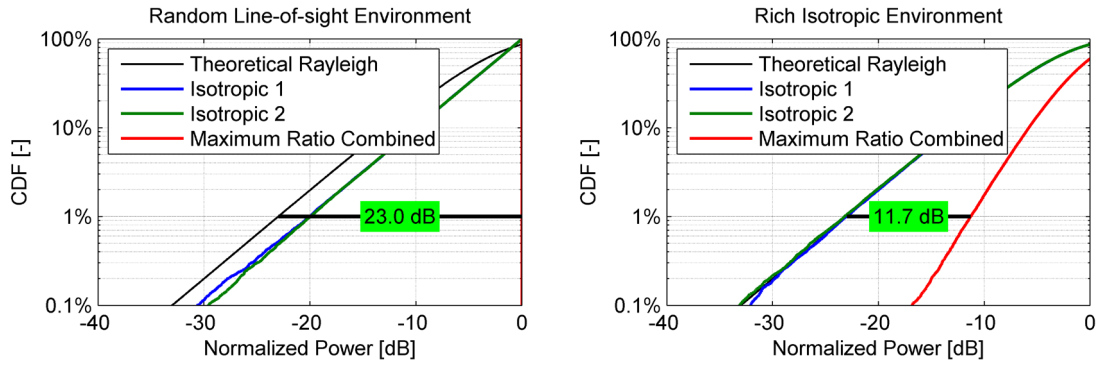 Random Line-of-sight Environment
100%
10%
1%
0.1%
CDF [-]
Theoretical Rayleigh
Isotropic 1
Isotropic 2
Maximum Ratio Combined
23.0 dB
-40 -30 -20 -10 0
Normalized Power [dB]
Rich Isotropic Environment
100%
10%
1%
0.1%
CDF [-]
Theoretical Rayleigh
Isotropic 1
Isotropic 2
Maximum Ratio Combined
11.7 dB
-40 -30 -20 -10 0
Normalized Power [dB]